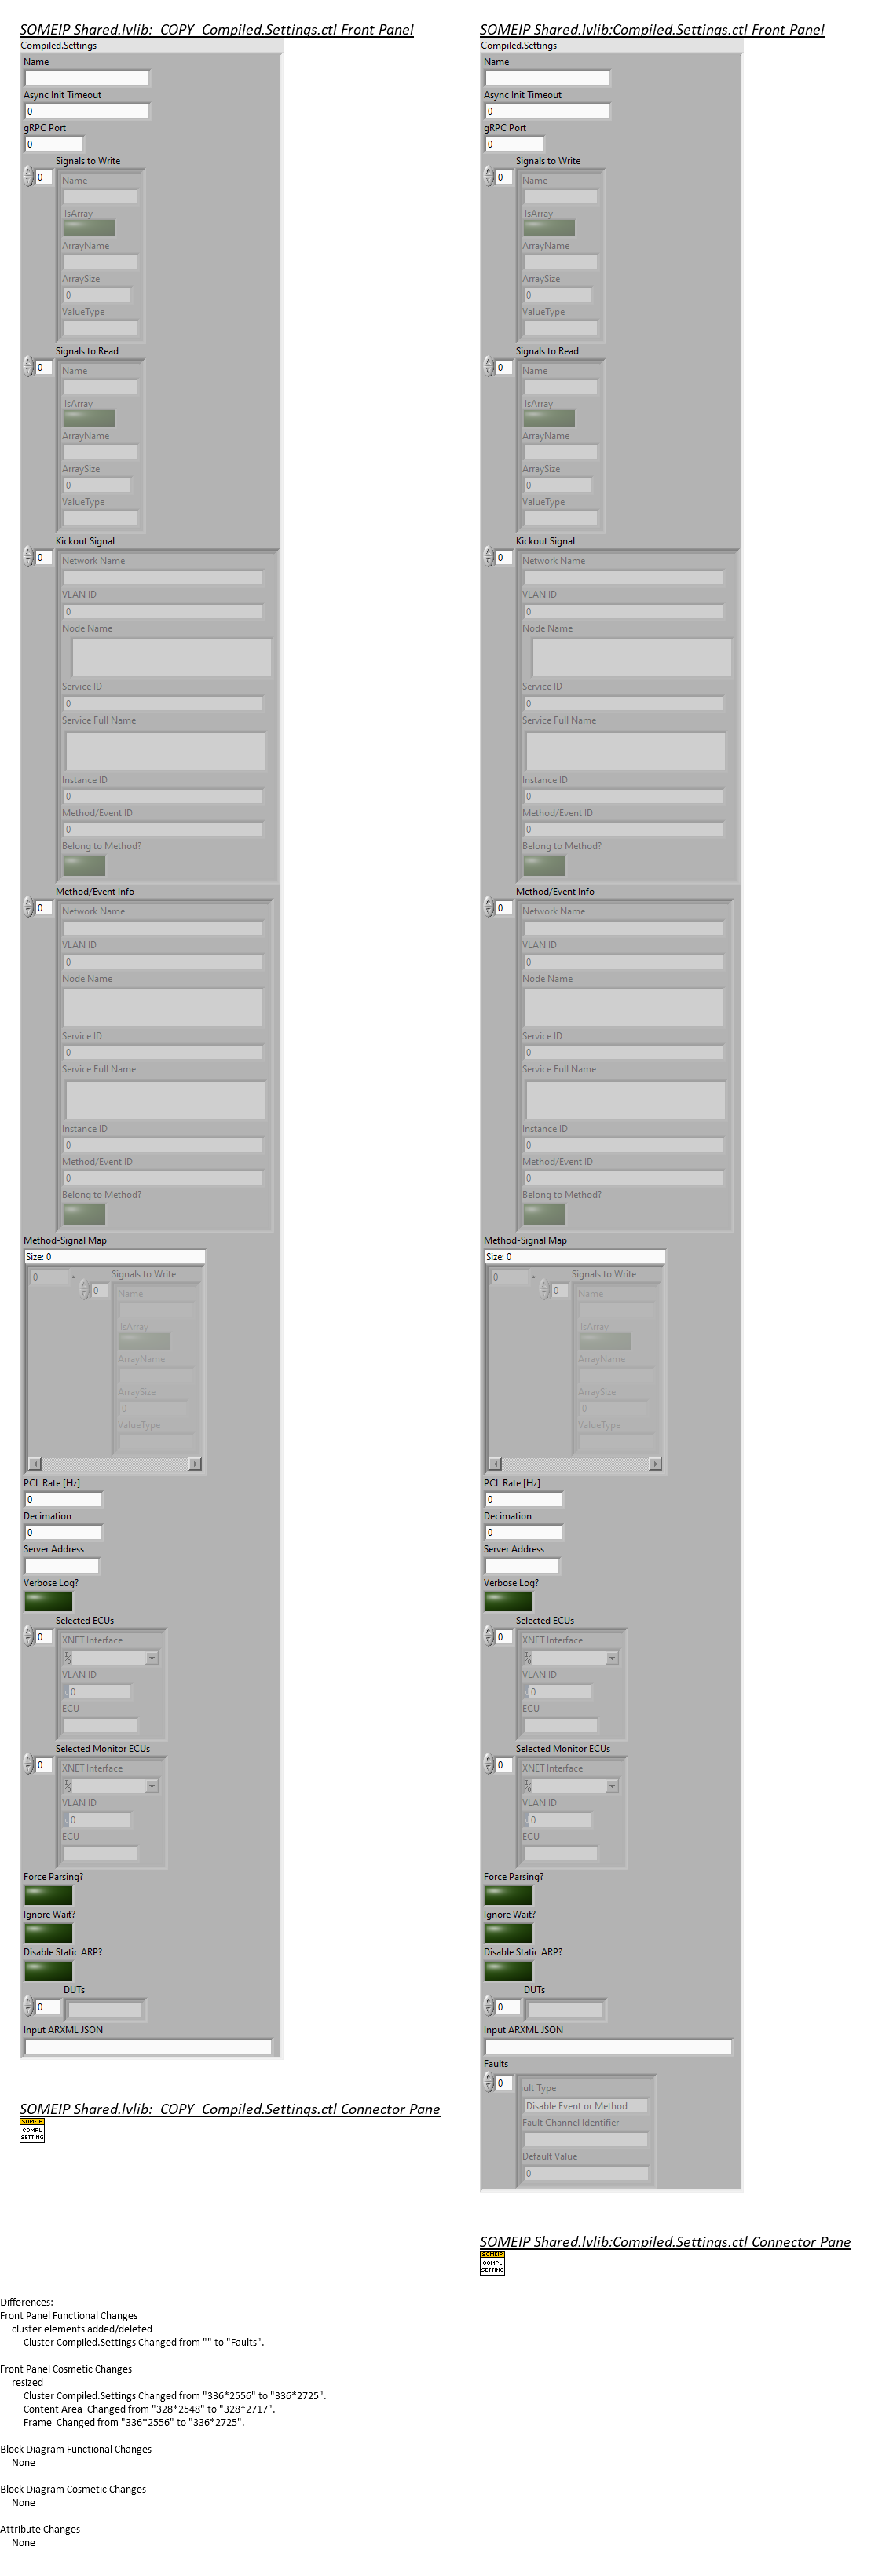 SOMEIP Shared.lvlib:_COPY_Compiled.Settings.ctl Front Panel
Compiled.Settings
Name
Async Init Timeout
0
gRPC Port
0
Signals to Write
0
Name
IsArray
ArrayName
ArraySize
0
ValueType
Signals to Read
0
Name
IsArray
ArrayName
ArraySize
0
ValueType
Kickout Signal
0
Network Name
VLAN ID
0
Node Name
Service ID
0
Service Full Name
Instance ID
0
Method/Event ID
0
Belong to Method?
Method/Event Info
0
Network Name
VLAN ID
0
Node Name
Service ID
0
Service Full Name
Instance ID
0
Method/Event ID
0
Belong to Method?
Method-Signal Map
Size: 0
0
Signals to Write
0
Name
IsArray
ArrayName
ArraySize
0
ValueType
PCL Rate [Hz]
0
Decimation
0
Server Address
Verbose Log?
Selected ECUs
0
XNET Interface
VLAN ID
0
ECU
Selected Monitor ECUs
0
XNET Interface
VLAN ID
0
ECU
Force Parsing?
Ignore Wait?
Disable Static ARP?
DUTs
0
Input ARXML JSON
SOMEIP Shared.lvlib:_COPY_Compiled.Settings.ctl Connector Pane
SOMEIP
COMPL
SETTING
SOMEIP Shared.lvlib:Compiled.Settings.ctl Front Panel
Compiled.Settings
Name
Async Init Timeout
0
gRPC Port
0
Signals to Write
0
Name
IsArray
ArrayName
ArraySize
0
ValueType
Signals to Read
0
Name
IsArray
ArrayName
ArraySize
0
ValueType
Kickout Signal
0
Network Name
VLAN ID
0
Node Name
Service ID
0
Service Full Name
Instance ID
0
Method/Event ID
0
Belong to Method?
Method/Event Info
0
Network Name
VLAN ID
0
Node Name
Service ID
0
Service Full Name
Instance ID
0
Method/Event ID
0
Belong to Method?
Method-Signal Map
Size: 0
0
Signals to Write
0
Name
IsArray
ArrayName
ArraySize
0
ValueType
PCL Rate [Hz]
0
Decimation
0
Server Address
Verbose Log?
Selected ECUs
0
XNET Interface
VLAN ID
0
ECU
Selected Monitor ECUs
0
XNET Interface
VLAN ID
0
ECU
Force Parsing?
Ignore Wait?
Disable Static ARP?
DUTs
0
Input ARXML JSON
Faults
0
ult Type
Disable Event or Method
Fault Channel Identifier
Default Value
0
SOMEIP Shared.lvlib:Compiled.Settings.ctl Connector Pane
SOMEIP
COMPL
SETTING
Differences:
Front Panel Functional Changes
cluster elements added/deleted
Cluster Compiled.Settings Changed from "" to "Faults".
Front Panel Cosmetic Changes
resized
Cluster Compiled.Settings Changed from "336*2556" to "336*2725".
Content Area  Changed from "328*2548" to "328*2717".
Frame  Changed from "336*2556" to "336*2725".
Block Diagram Functional Changes
None
Block Diagram Cosmetic Changes
None
Attribute Changes
None